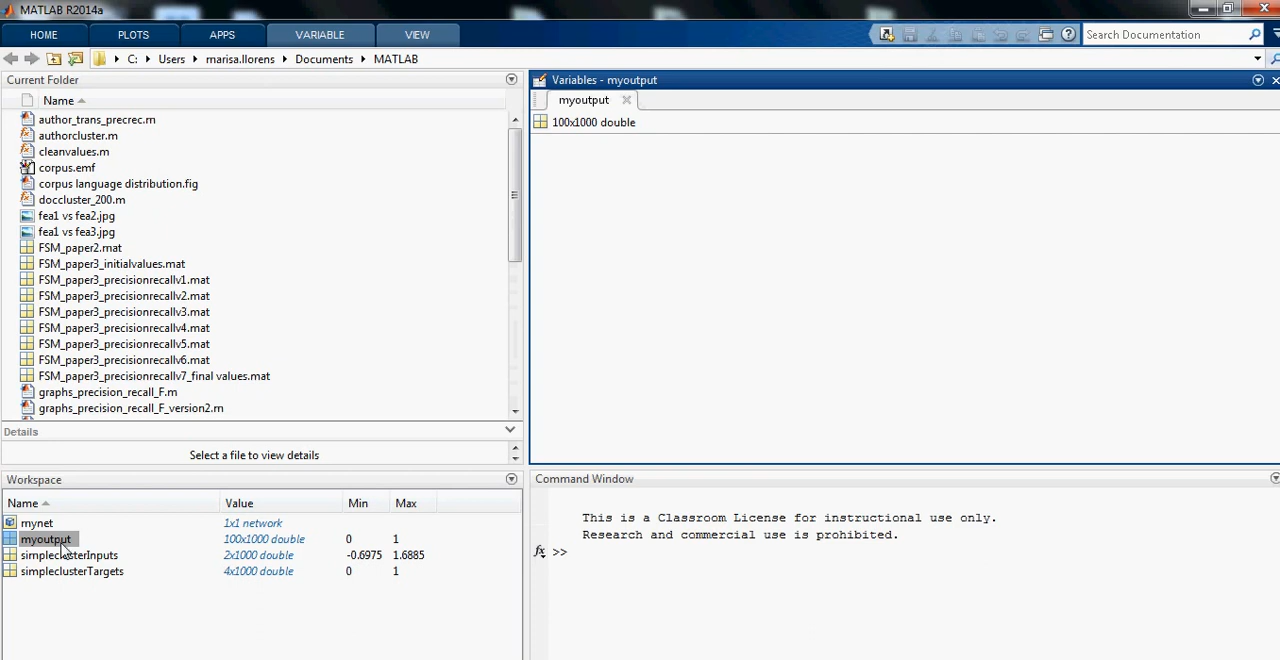 MATLAB R2014a
HOME PLOTS APPS VARIABLE VIEW Search Documentation
C: Users marisa.llorens Documents MATLAB
Current Folder
Name
author_trans_precrec.m
authorcluster.m
cleanvalues.m
corpus.emf
corpus language distribution.fig
doccluster_200.m
fea1 vs fea2.jpg
fea1 vs fea3.jpg
FSM_paper2.mat
FSM_paper3_initialvalues.mat
FSM_paper3_precisionrecallv1.mat
FSM_paper3_precisionrecallv2.mat
FSM_paper3_precisionrecallv3.mat
FSM_paper3_precisionrecallv4.mat
FSM_paper3_precisionrecallv5.mat
FSM_paper3_precisionrecallv6.mat
FSM_paper3_precisionrecallv7_final values.mat
graphs_precision_recall_F.m
graphs_precision_recall_F_version2.m
Details
Select a file to view details
Variables - myoutput
myoutput
100x1000 double
Workspace
Name Value Min Max
mynet 1x1 network
myoutput 100x1000 double 0 1
simpleclusterInputs 2x1000 double -0.6975 1.6885
simpleclusterTargets 4x1000 double 0 1
Command Window
This is a Classroom License for instructional use only.
Research and commercial use is prohibited.
fx >>